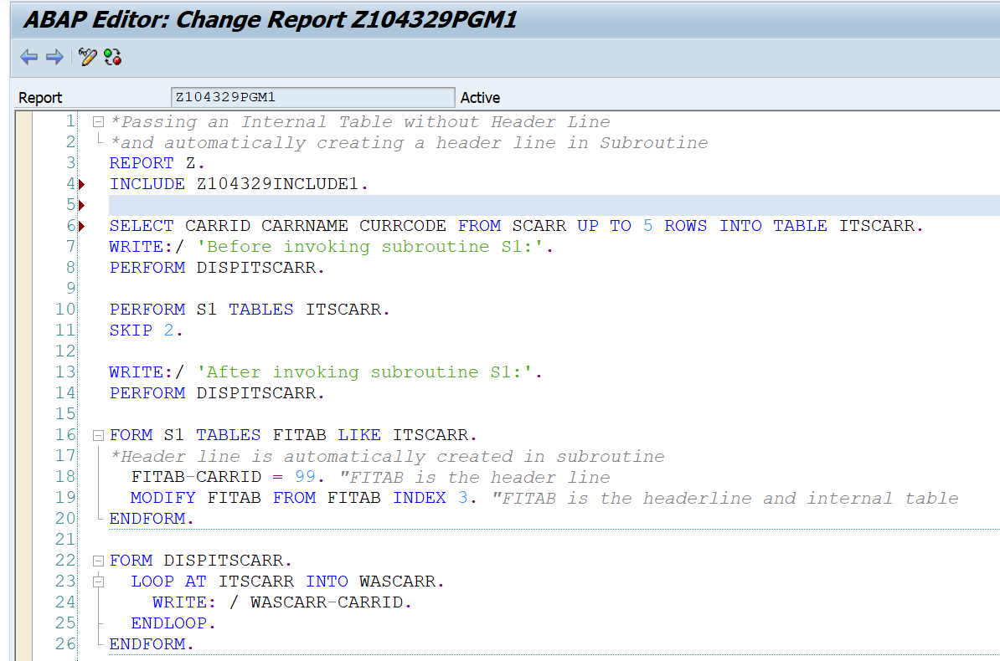 ABAP Editor: Change Report Z104329PGM1
Report Z104329PGM1 Active
1 *Passing an Internal Table without Header Line
2 *and automatically creating a header line in Subroutine
3 REPORT Z.
4 INCLUDE Z104329INCLUDE1.
5
6 SELECT CARRID CARRNAME CURRCODE FROM SCARR UP TO 5 ROWS INTO TABLE ITSCARR.
7 WRITE:/ 'Before invoking subroutine S1:'.
8 PERFORM DISPITSCARR.
9
10 PERFORM S1 TABLES ITSCARR.
11 SKIP 2.
12
13 WRITE:/ 'After invoking subroutine S1:'.
14 PERFORM DISPITSCARR.
15
16 FORM S1 TABLES FITAB LIKE ITSCARR.
17 *Header line is automatically created in subroutine
18 FITAB-CARRID = 99. "FITAB is the header line
19 MODIFY FITAB FROM FITAB INDEX 3. "FITAB is the headerline and internal table
20 ENDFORM.
21
22 FORM DISPITSCARR.
23 LOOP AT ITSCARR INTO WASCARR.
24 WRITE: / WASCARR-CARRID.
25 ENDLOOP.
26 ENDFORM.